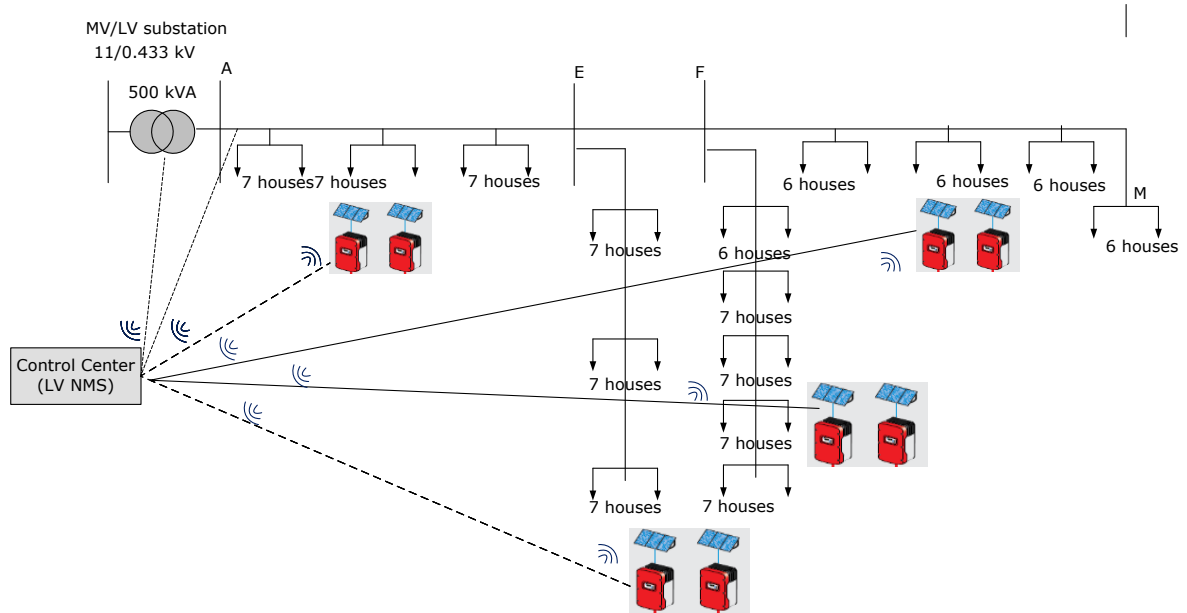 MV/LV substation
11/0.433 kV
500 kVA
A
E
F
7 houses
7 houses
7 houses
6 houses
6 houses
6 houses
M
6 houses
7 houses
6 houses
7 houses
Control Center
(LV NMS)
7 houses
7 houses
7 houses
7 houses
7 houses